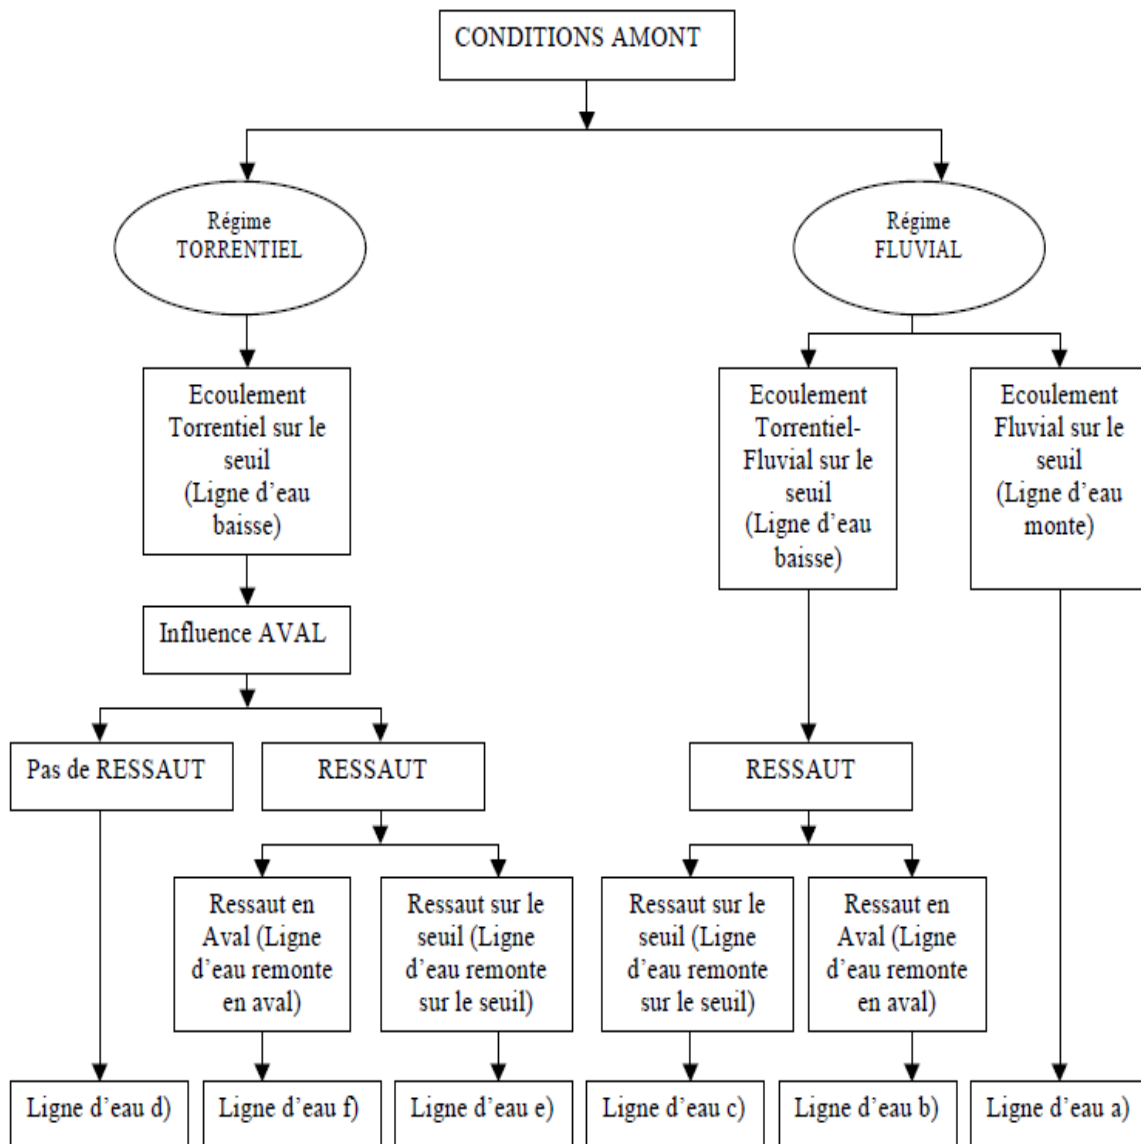 CONDITIONS AMONT
Régime
TORRENTIEL
Régime
FLUVIAL
Ecoulement
Torrentiel sur le
seuil
(Ligne d'eau
baisse)
Ecoulement
Torrentiel-
Fluvial sur le
seuil
(Ligne d'eau
baisse)
Ecoulement
Fluvial sur le
seuil
(Ligne d'eau
monte)
Influence AVAL
Pas de RESSAUT
RESSAUT
RESSAUT
Ressaut en
Aval (Ligne
d'eau remonte
en aval)
Ressaut sur le
seuil (Ligne
d'eau remonte
sur le seuil)
Ressaut sur le
seuil (Ligne
d'eau remonte
sur le seuil)
Ressaut en
Aval (Ligne
d'eau remonte
en aval)
Ligne d'eau d)
Ligne d'eau f)
Ligne d'eau e)
Ligne d'eau c)
Ligne d'eau b)
Ligne d'eau a)